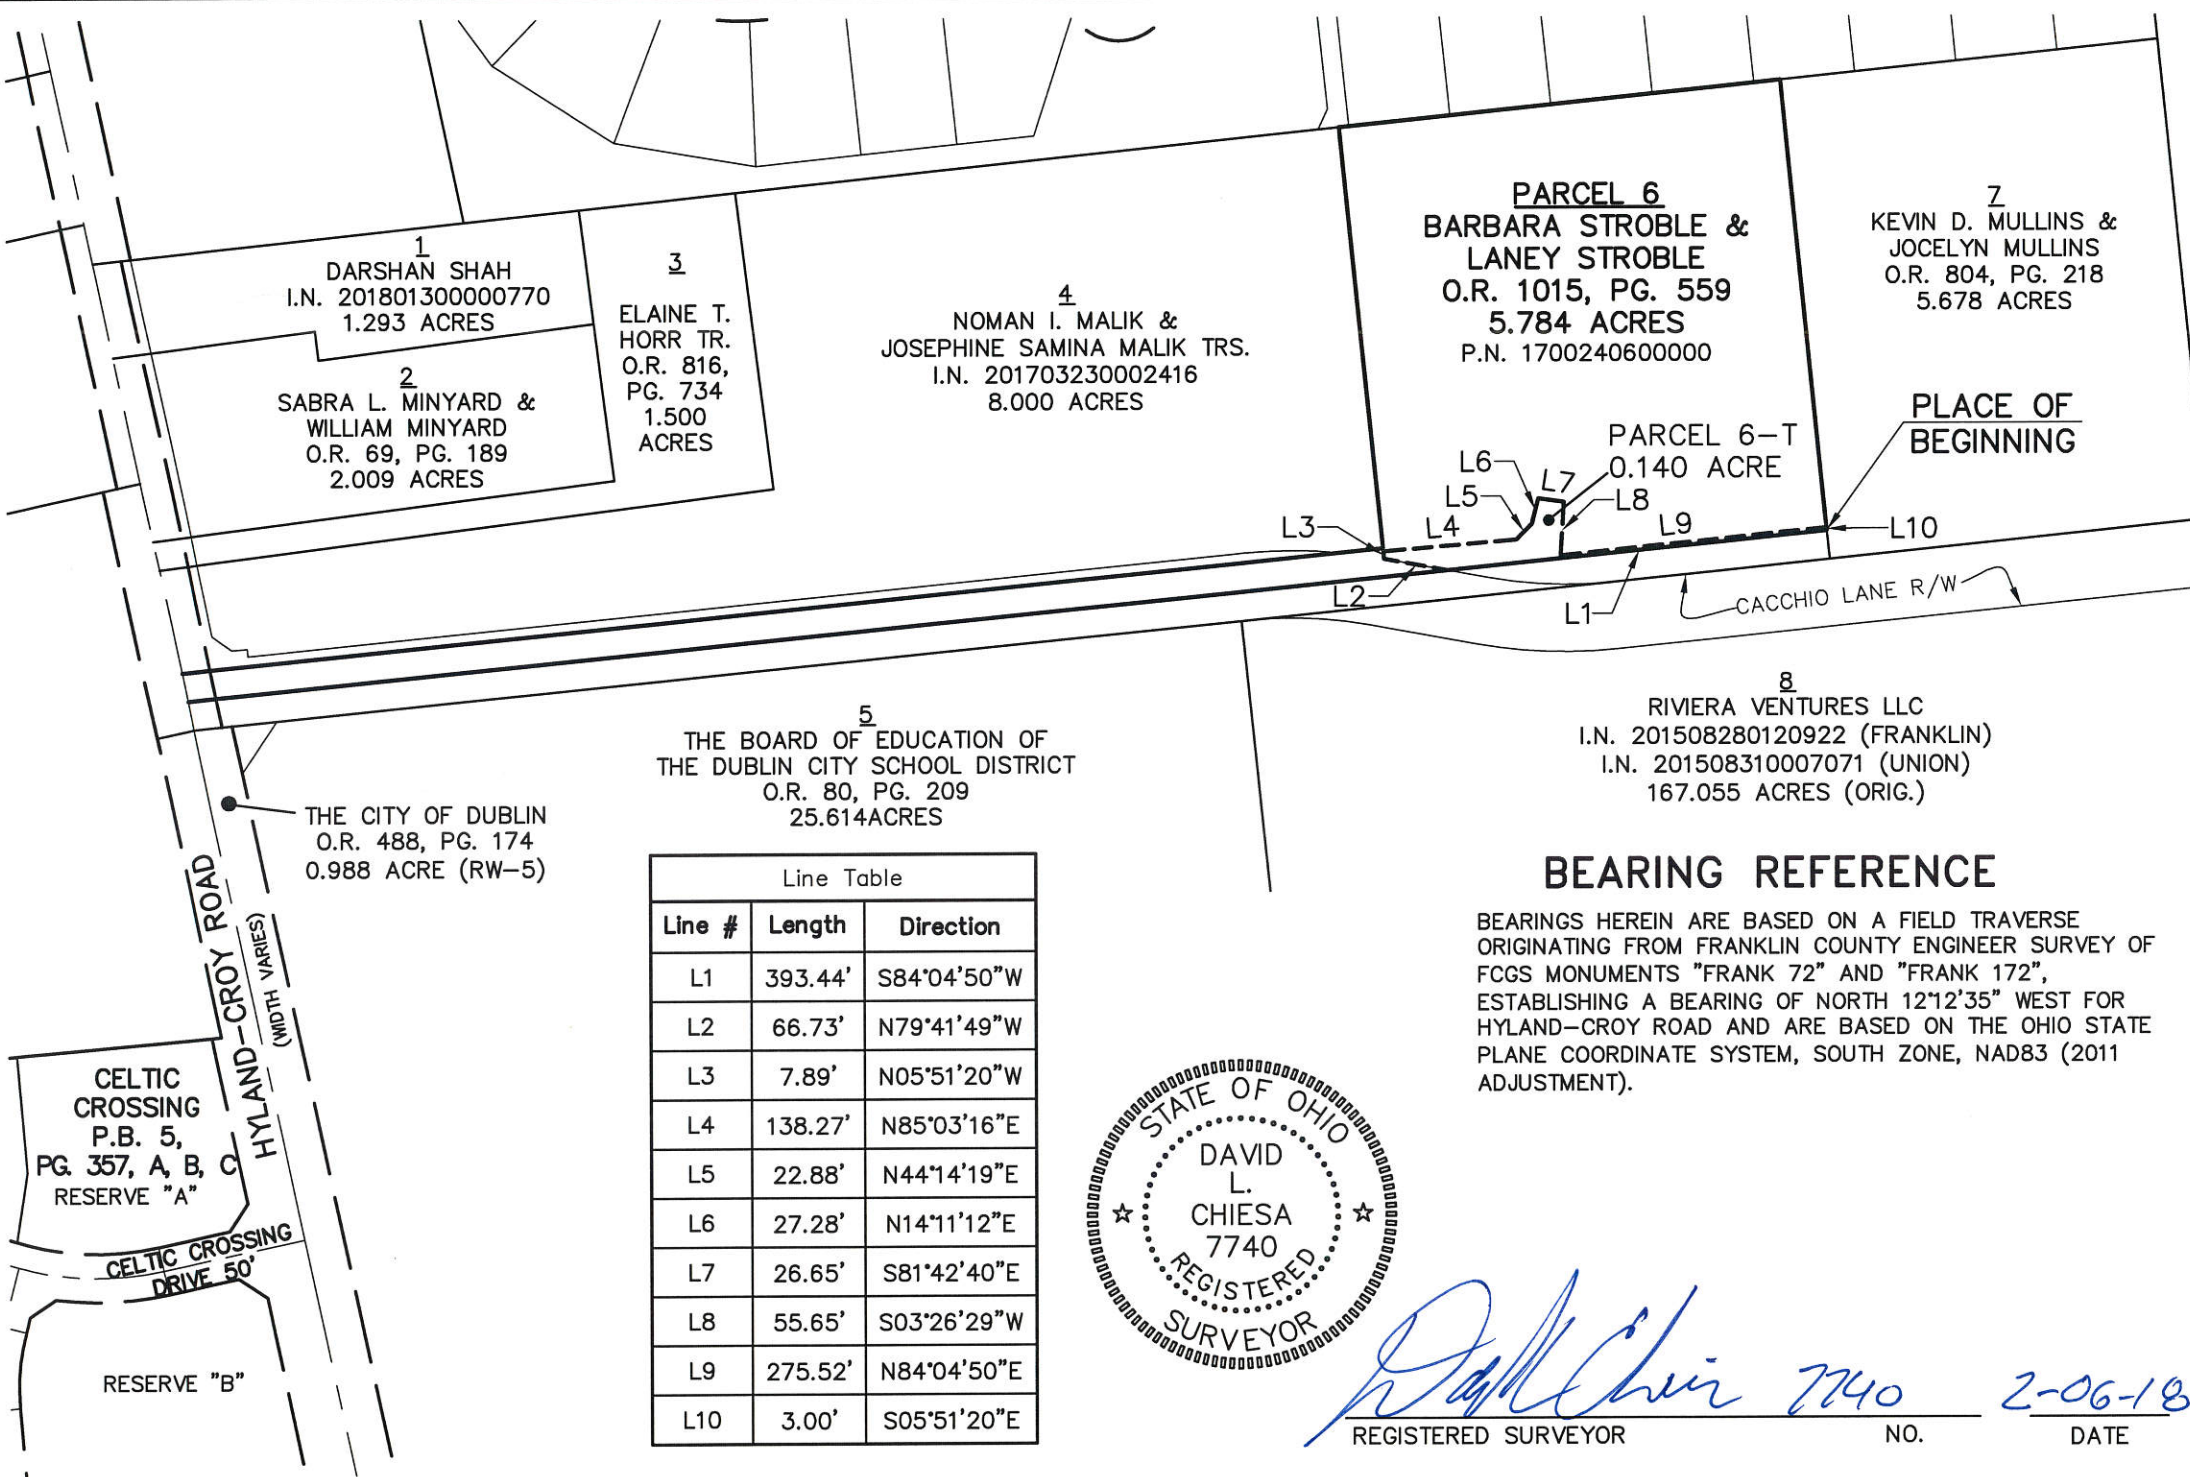 1
DARSHAN SHAH
I.N. 201801300000770
1.293 ACRES
2
SABRA L. MINYARD &
WILLIAM MINYARD
O.R. 69, PG. 189
2.009 ACRES
3
ELAINE T.
HORR TR.
O.R. 816,
PG. 734
1.500
ACRES
4
NOMAN I. MALIK &
JOSEPHINE SAMINA MALIK TRS.
I.N. 201703230002416
8.000 ACRES
PARCEL 6
BARBARA STROBLE &
LANEY STROBLE
O.R. 1015, PG. 559
5.784 ACRES
P.N. 1700240600000
7
KEVIN D. MULLINS &
JOCELYN MULLINS
O.R. 804, PG. 218
5.678 ACRES
PLACE OF
BEGINNING
PARCEL 6-T
0.140 ACRE
L6
L7
L5
L8
L3
L4
L9
L10
L2
L1
CACCHIO LANE R/W
5
THE BOARD OF EDUCATION OF
THE DUBLIN CITY SCHOOL DISTRICT
O.R. 80, PG. 209
25.614ACRES
8
RIVIERA VENTURES LLC
I.N. 201508280120922 (FRANKLIN)
I.N. 201508310007071 (UNION)
167.055 ACRES (ORIG.)
THE CITY OF DUBLIN
O.R. 488, PG. 174
0.988 ACRE (RW-5)
HYLAND-CROY ROAD
(WIDTH VARIES)
CELTIC
CROSSING
P.B. 5,
PG. 357, A, B, C
RESERVE "A"
CELTIC CROSSING
DRIVE 50'
RESERVE "B"
Line Table
Line # Length Direction
L1 393.44' S84°04'50"W
L2 66.73' N79°41'49"W
L3 7.89' N05°51'20"W
L4 138.27' N85°03'16"E
L5 22.88' N44°14'19"E
L6 27.28' N14°11'12"E
L7 26.65' S81°42'40"E
L8 55.65' S03°26'29"W
L9 275.52' N84°04'50"E
L10 3.00' S05°51'20"E
BEARING REFERENCE
BEARINGS HEREIN ARE BASED ON A FIELD TRAVERSE
ORIGINATING FROM FRANKLIN COUNTY ENGINEER SURVEY OF
FCGS MONUMENTS "FRANK 72" AND "FRANK 172",
ESTABLISHING A BEARING OF NORTH 12°12'35" WEST FOR
HYLAND-CROY ROAD AND ARE BASED ON THE OHIO STATE
PLANE COORDINATE SYSTEM, SOUTH ZONE, NAD83 (2011
ADJUSTMENT).
STATE OF OHIO
DAVID
L.
CHIESA
7740
REGISTERED
SURVEYOR
7740 2-06-18
REGISTERED SURVEYOR NO. DATE